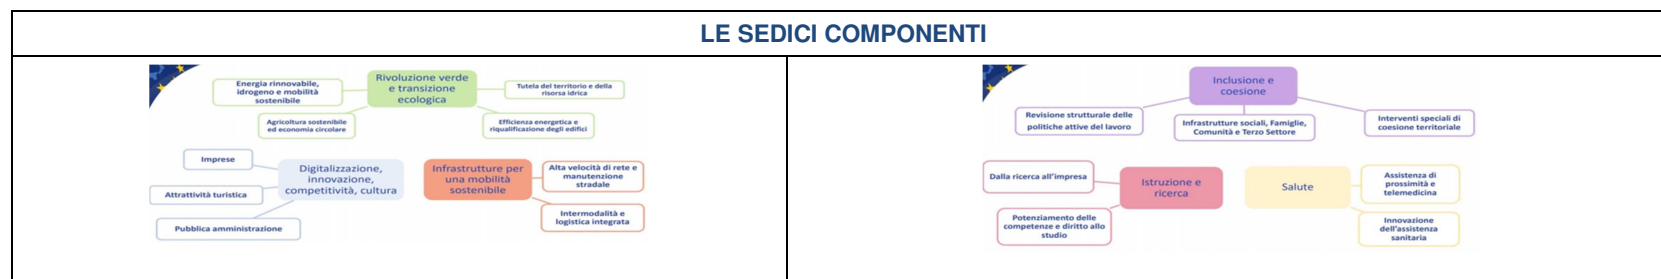 LE SEDICI COMPONENTI
Rivoluzione verde
e transizione
ecologica
Energia rinnovabile,
idrogeno e mobilità
sostenibile
Tutela del territorio e della
risorsa idrica
Agricoltura sostenibile
ed economia circolare
Efficienza energetica e
riqualificazione degli edifici
Imprese
Attrattività turistica
Pubblica amministrazione
Digitalizzazione,
innovazione,
competitività, cultura
Infrastrutture per
una mobilità
sostenibile
Alta velocità di rete e
manutenzione
stradale
Intermodalità e
logistica integrata
Inclusione e
coesione
Revisione strutturale delle
politiche attive del lavoro
Infrastrutture sociali, Famiglie,
Comunità e Terzo Settore
Interventi speciali di
coesione territoriale
Dalla ricerca all'impresa
Potenziamento delle
competenze e diritto allo
studio
Istruzione e
ricerca
Salute
Assistenza di
prossimità e
telemedicina
Innovazione
dell'assistenza
sanitaria